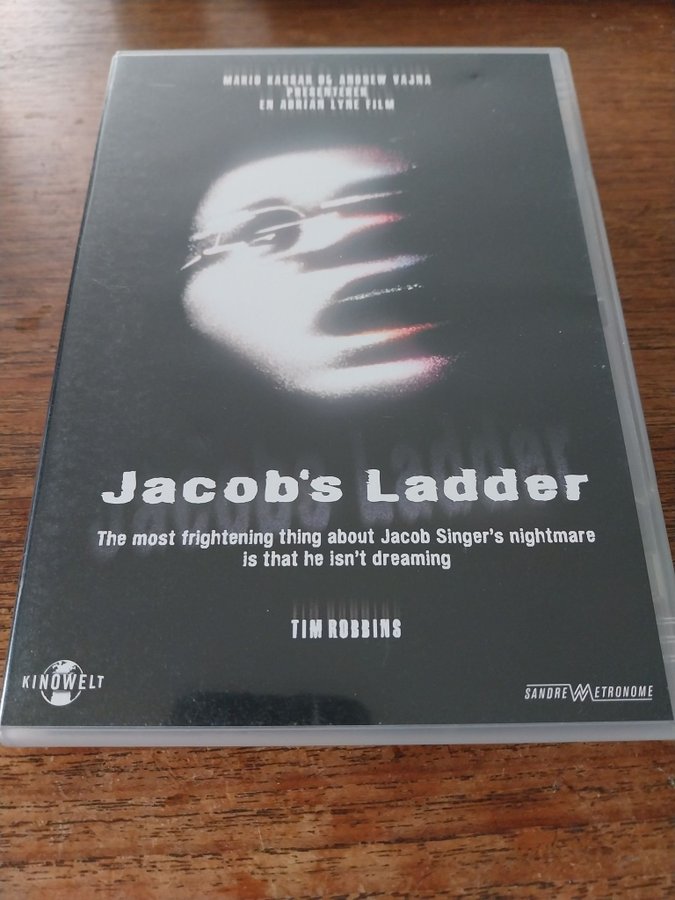 MARIO KASSAR OG ANDREW VAJNA
PRESENTERER
EN ADRIAN LYNE FILM
Jacob's Ladder
The most frightening thing about Jacob Singer's nightmare
is that he isn't dreaming
TIM ROBBINS
KINOWELT
SANDREW METRONOME